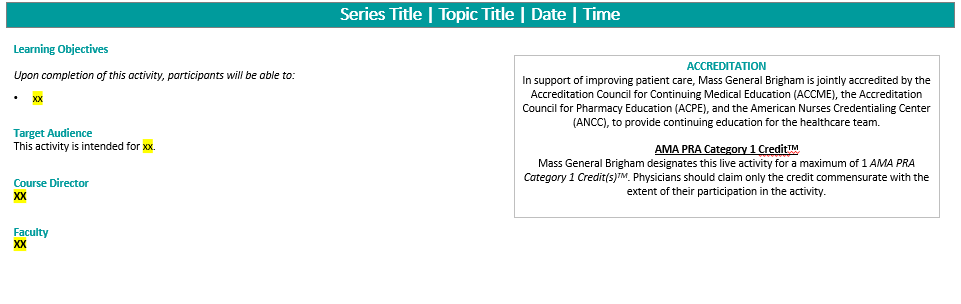 Series Title | Topic Title | Date | Time
Learning Objectives
Upon completion of this activity, participants will be able to:
• xx
Target Audience
This activity is intended for xx.
Course Director
XX
Faculty
XX
ACCREDITATION
In support of improving patient care, Mass General Brigham is jointly accredited by the
Accreditation Council for Continuing Medical Education (ACCME), the Accreditation
Council for Pharmacy Education (ACPE), and the American Nurses Credentialing Center
(ANCC), to provide continuing education for the healthcare team.
AMA PRA Category 1 Credit™
Mass General Brigham designates this live activity for a maximum of 1 AMA PRA
Category 1 Credit(s)™. Physicians should claim only the credit commensurate with the
extent of their participation in the activity.